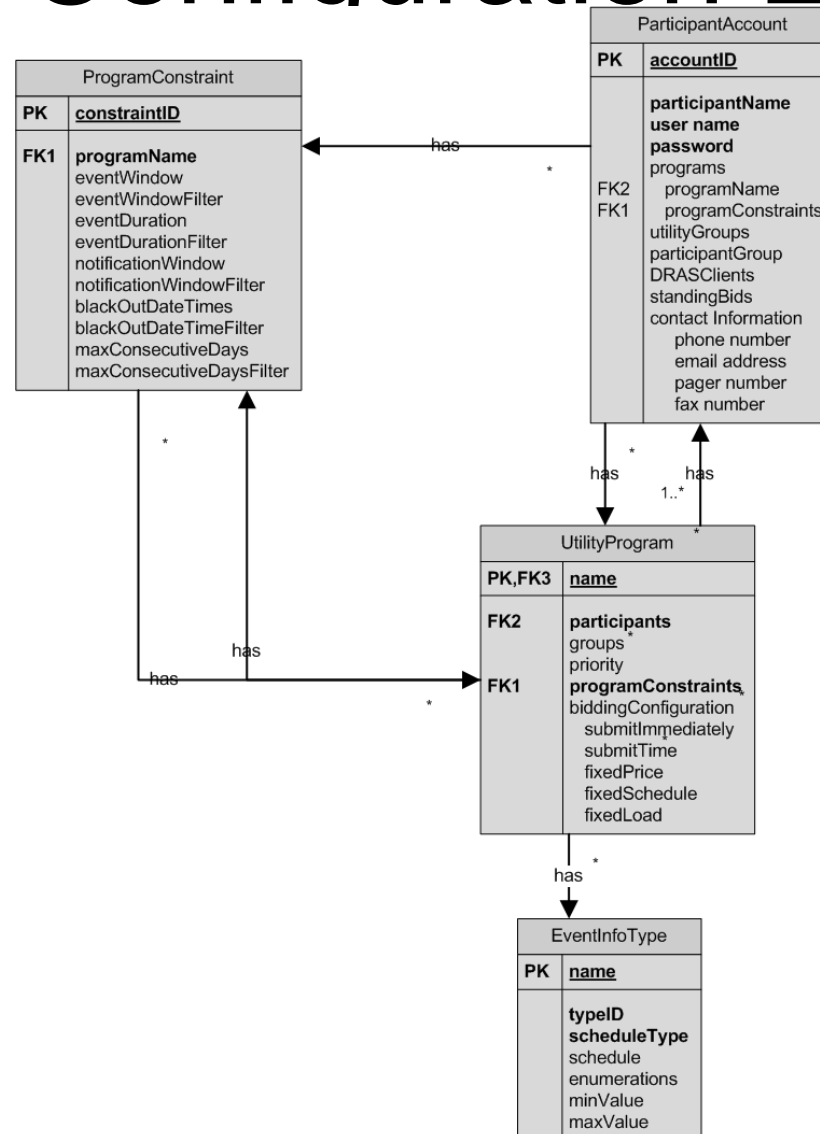 Configuration
ParticipantAccount
PK accountID
participantName
user name
password
programs
FK2 programName
FK1 programConstraints
utilityGroups
participantGroup
DRASClients
standingBids
contact Information
phone number
email address
pager number
fax number
ProgramConstraint
PK constraintID
FK1 programName
eventWindow
eventWindowFilter
eventDuration
eventDurationFilter
notificationWindow
notificationWindowFilter
blackOutDateTimes
blackOutDateTimeFilter
maxConsecutiveDays
maxConsecutiveDaysFilter
has
*
*
*
has
has
1..*
*
UtilityProgram
PK,FK3 name
FK2 participants
groups *
priority
FK1 programConstraints *
biddingConfiguration
submitImmediately
submitTime *
fixedPrice
fixedSchedule
fixedLoad
has
has
*
has
*
EventInfoType
PK name
typeID
scheduleType
schedule
enumerations
minValue
maxValue